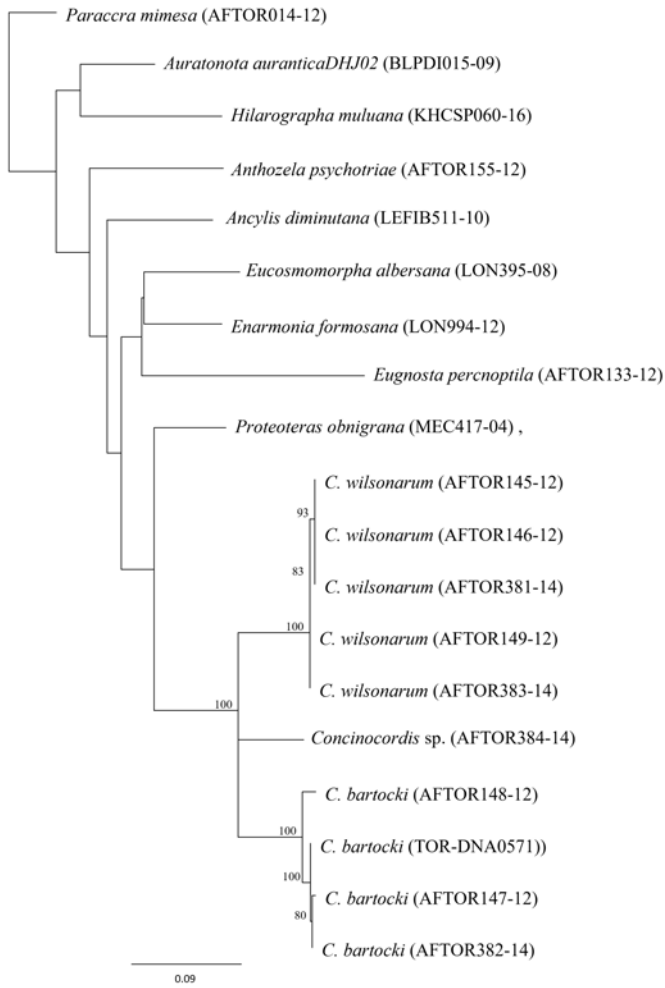 Paraccra mimesa (AFTOR014-12)
Auratonota auranticaDHJ02 (BLPDI015-09)
Hilarographa muluana (KHCSP060-16)
Anthozela psychotriae (AFTOR155-12)
Ancylis diminutana (LEFIB511-10)
Eucosmomorpha albersana (LON395-08)
Enarmonia formosana (LON994-12)
Eugnosta percnoptila (AFTOR133-12)
Proteoteras obnigrana (MEC417-04) ,
C. wilsonarum (AFTOR145-12)
93
C. wilsonarum (AFTOR146-12)
83
C. wilsonarum (AFTOR381-14)
100
C. wilsonarum (AFTOR149-12)
C. wilsonarum (AFTOR383-14)
100
Concinocordis sp. (AFTOR384-14)
C. bartocki (AFTOR148-12)
100
C. bartocki (TOR-DNA0571))
100
C. bartocki (AFTOR147-12)
80
C. bartocki (AFTOR382-14)
0.09